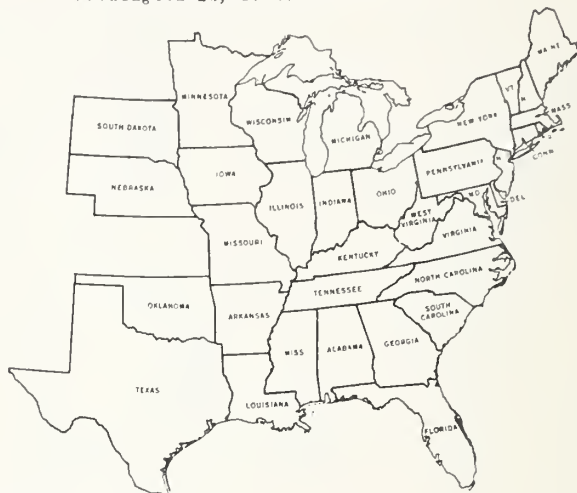 MAINE
MINNESOTA
VT
N
MASS
SOUTH DAKOTA
WISCONSIN
NEW YORK
MICHIGAN
CONN
IOWA
PENNSYLVANIA
N
NEBRASKA
ILLINOIS
INDIANA
OHIO
MD
DEL
WEST
VIRGINIA
MISSOURI
VIRGINIA
KENTUCKY
NORTH CAROLINA
TENNESSEE
OKLAHOMA
ARKANSAS
SOUTH
CAROLINA
MISS
ALABAMA
GEORGIA
TEXAS
LOUISIANA
FLORIDA